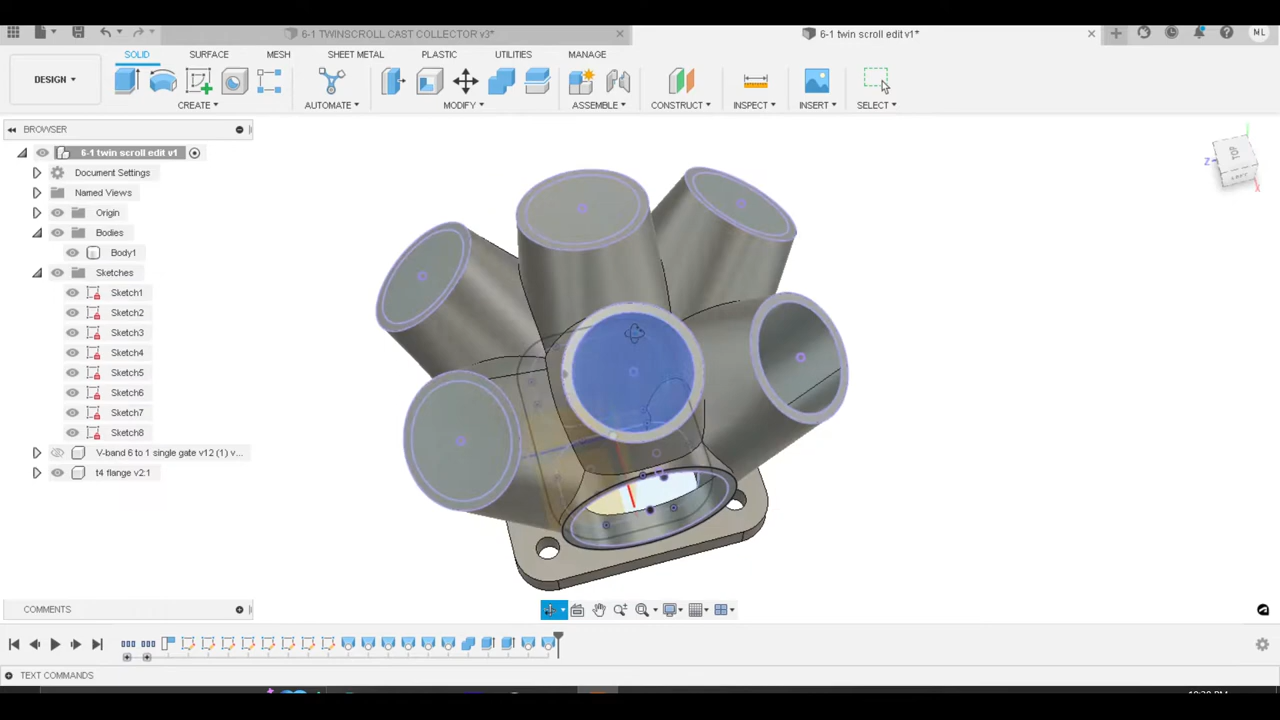 6-1 TWINSCROLL CAST COLLECTOR v3*
6-1 twin scroll edit v1*
ML
DESIGN
SOLID
SURFACE
MESH
SHEET METAL
PLASTIC
UTILITIES
MANAGE
CREATE
AUTOMATE
MODIFY
ASSEMBLE
CONSTRUCT
INSPECT
INSERT
SELECT
BROWSER
6-1 twin scroll edit v1
Document Settings
Named Views
Origin
Bodies
Body1
Sketches
Sketch1
Sketch2
Sketch3
Sketch4
Sketch5
Sketch6
Sketch7
Sketch8
V-band 6 to 1 single gate v12 (1) v...
t4 flange v2:1
TOP
LEFT
Z
X
COMMENTS
TEXT COMMANDS